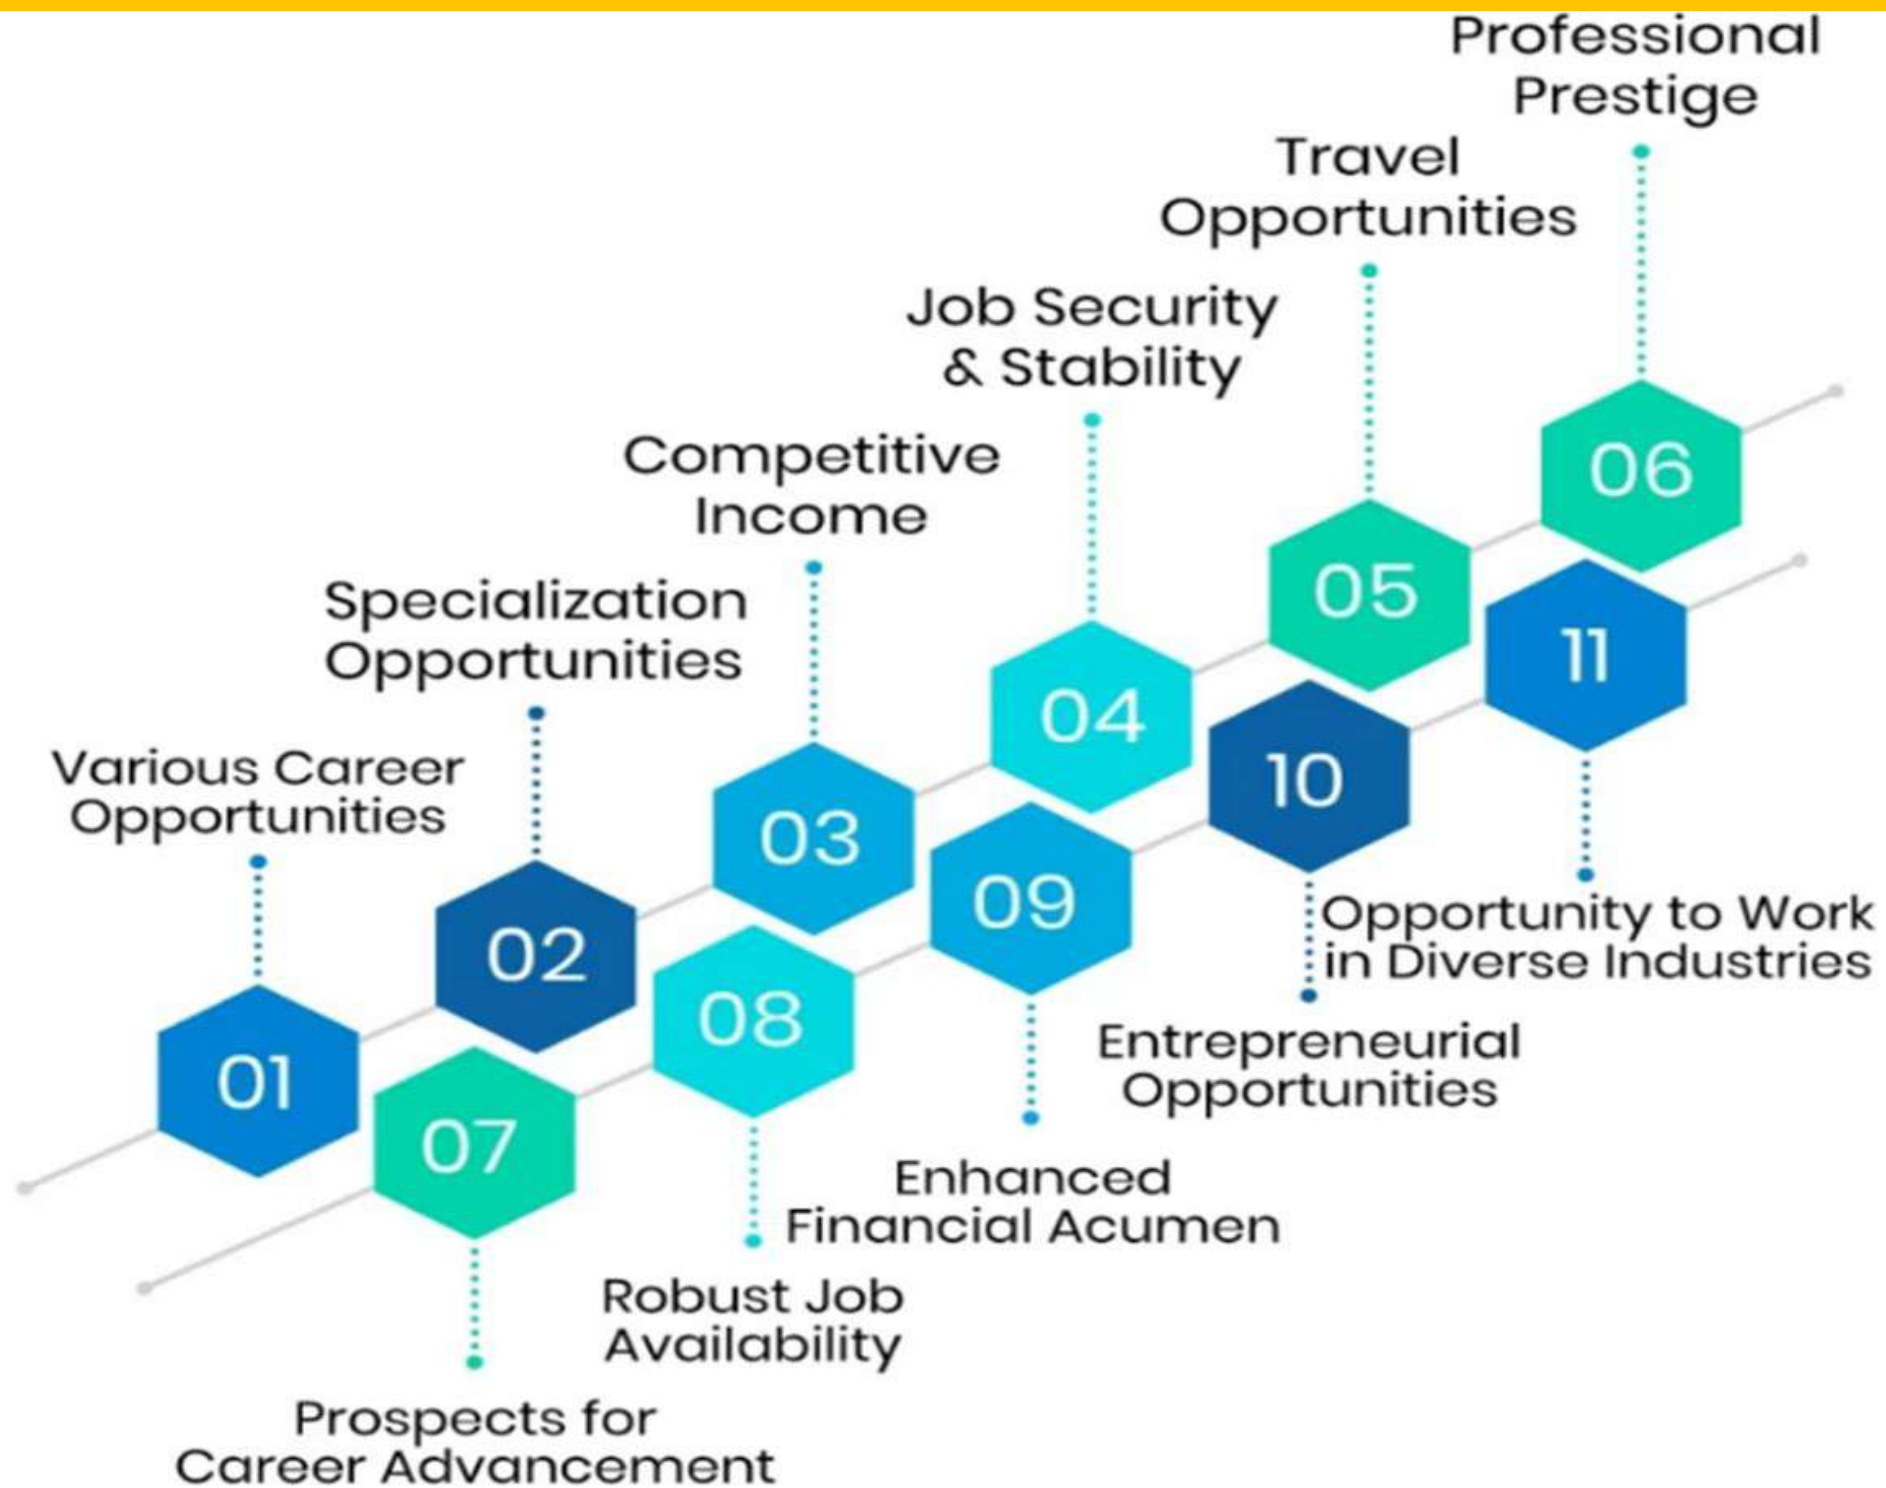 Various Career
Opportunities
01
Specialization
Opportunities
02
Competitive
Income
03
Job Security
& Stability
04
Travel
Opportunities
05
Professional
Prestige
06
07
Prospects for
Career Advancement
08
Robust Job
Availability
09
Enhanced
Financial Acumen
10
Entrepreneurial
Opportunities
11
Opportunity to Work
in Diverse Industries